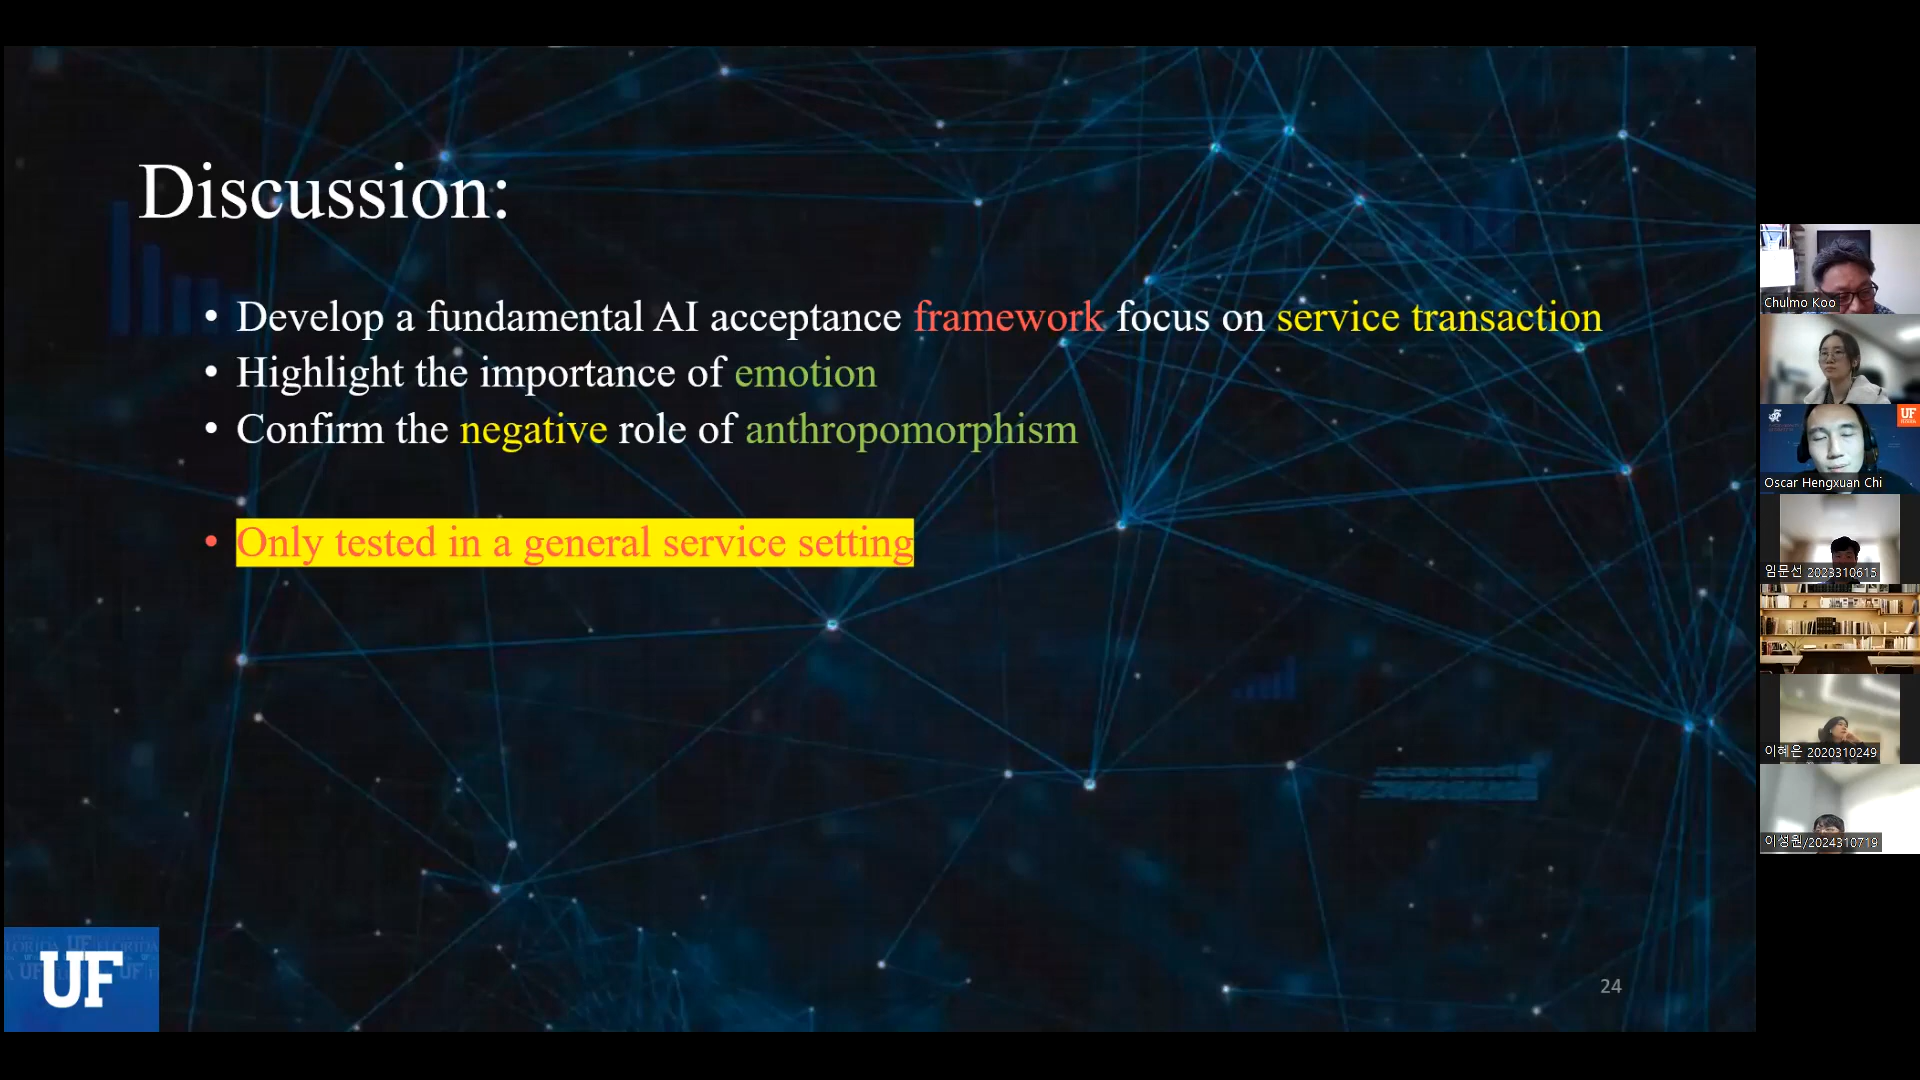 Discussion:
• Develop a fundamental AI acceptance framework focus on service transaction
• Highlight the importance of emotion
• Confirm the negative role of anthropomorphism
• Only tested in a general service setting
UF
24
Chulmo Koo
UF
Oscar Hengxuan Chi
임문선 2023310615
이혜은 2020310249
이성원/2024310719